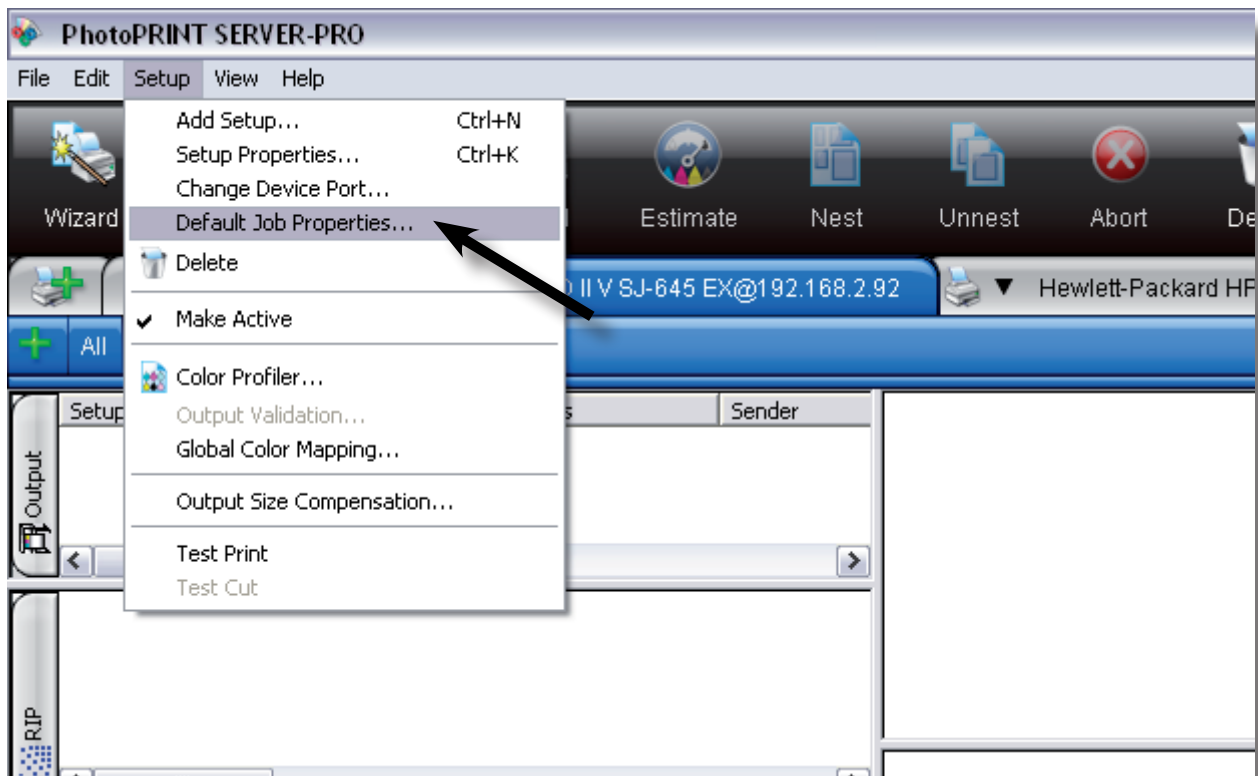 PhotoPRINT SERVER-PRO
File Edit Setup View Help
Add Setup... Ctrl+N
Setup Properties... Ctrl+K
Change Device Port...
Default Job Properties...
Delete
Make Active
Color Profiler...
Output Validation...
Global Color Mapping...
Output Size Compensation...
Test Print
Test Cut
Wizard Estimate Nest Unnest Abort
II V SJ-645 EX@192.168.2.92 Hewlett-Packard HP
All
Setup Sender
Output
RIP